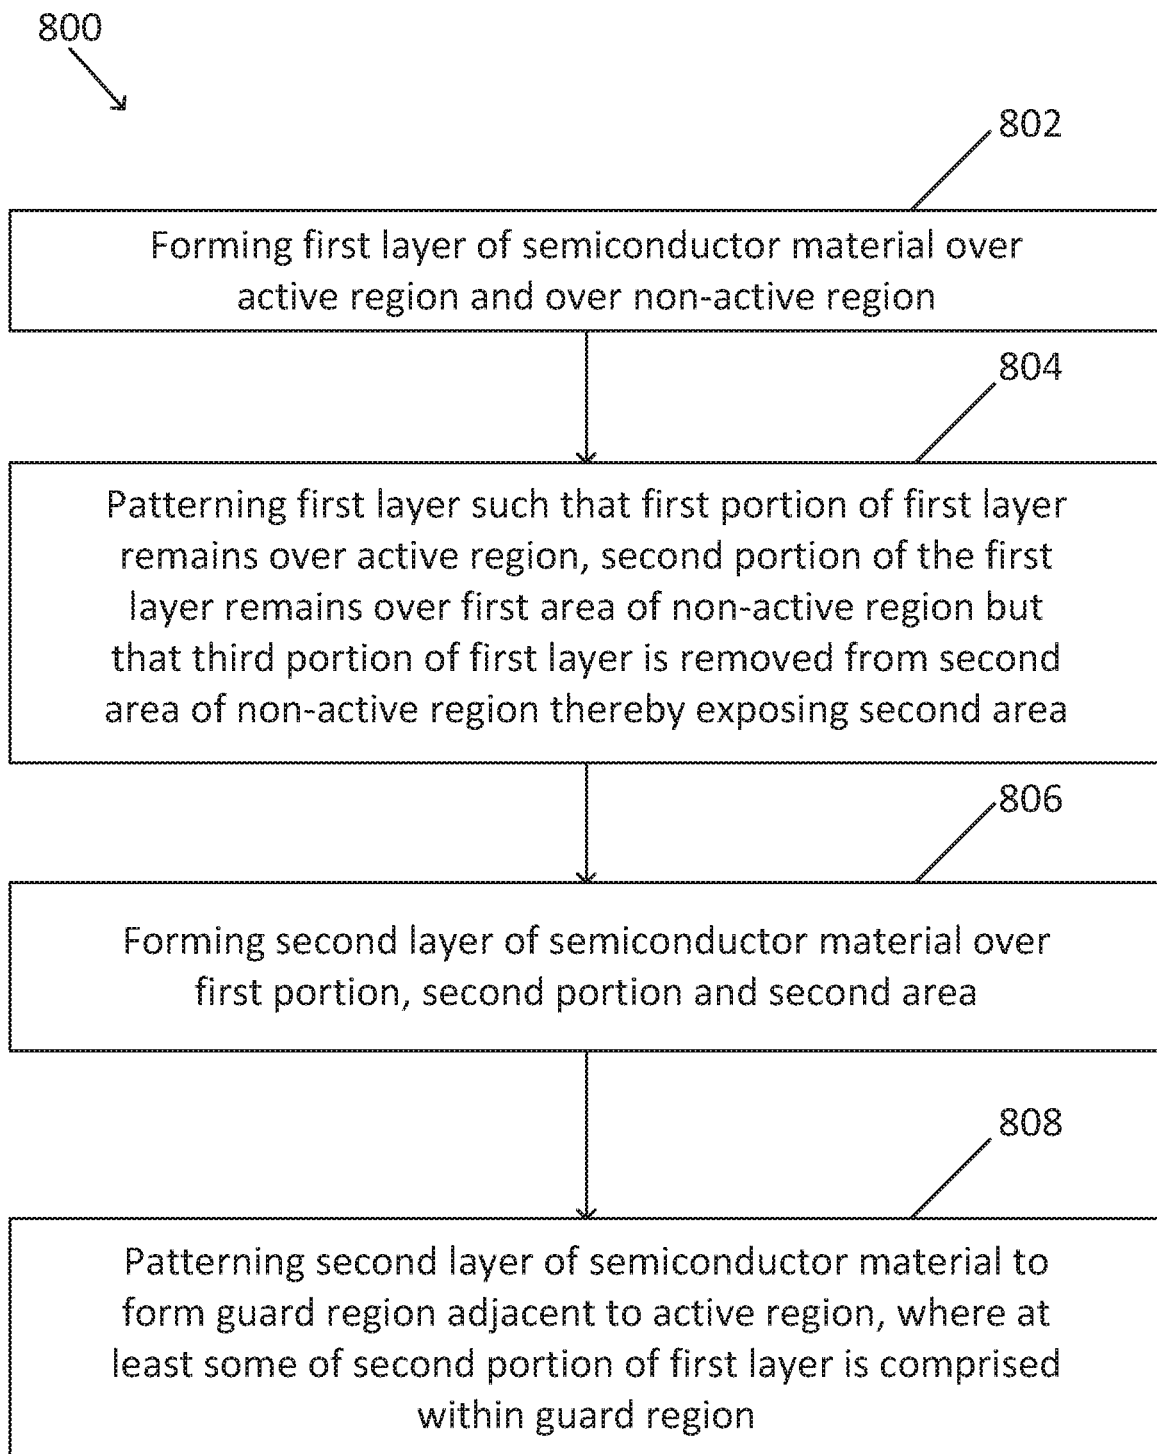 800
802
Forming first layer of semiconductor material over
active region and over non-active region
804
Patterning first layer such that first portion of first layer
remains over active region, second portion of the first
layer remains over first area of non-active region but
that third portion of first layer is removed from second
area of non-active region thereby exposing second area
806
Forming second layer of semiconductor material over
first portion, second portion and second area
808
Patterning second layer of semiconductor material to
form guard region adjacent to active region, where at
least some of second portion of first layer is comprised
within guard region